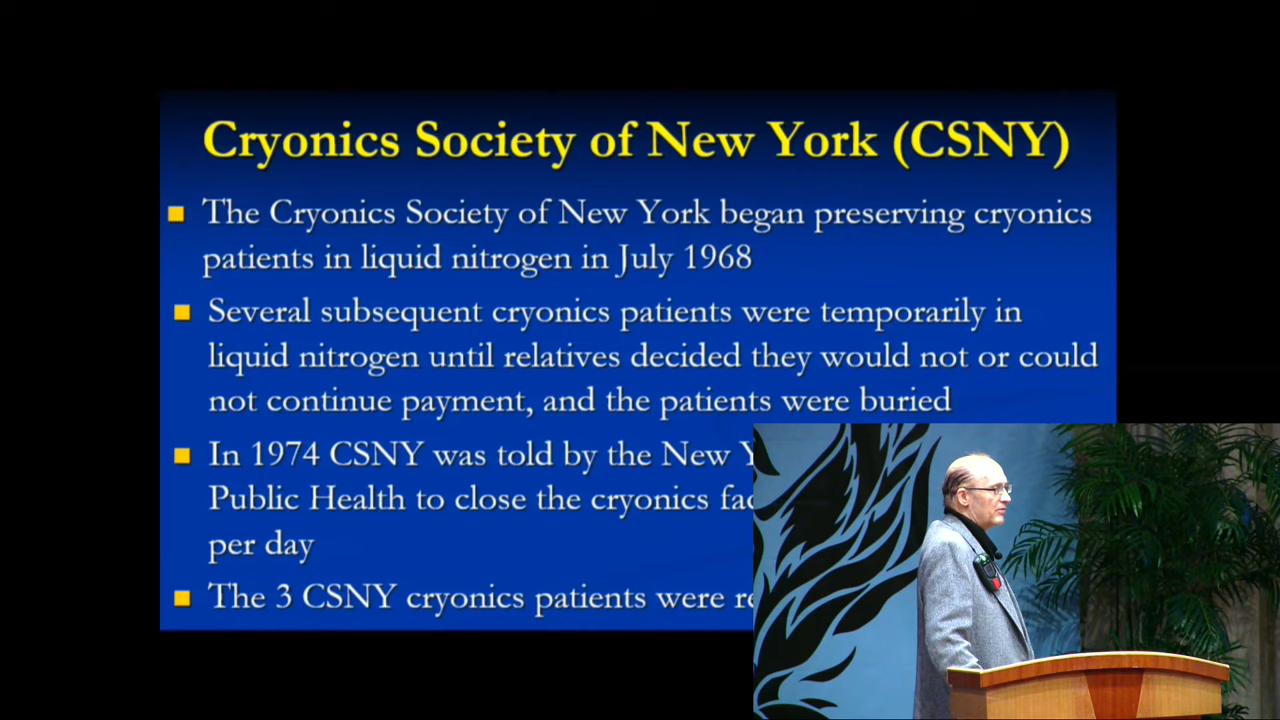 Cryonics Society of New York (CSNY)
The Cryonics Society of New York began preserving cryonics
patients in liquid nitrogen in July 1968
Several subsequent cryonics patients were temporarily in
liquid nitrogen until relatives decided they would not or could
not continue payment, and the patients were buried
In 1974 CSNY was told by the New
Public Health to close the cryonics
per day
The 3 CSNY cryonics patients were